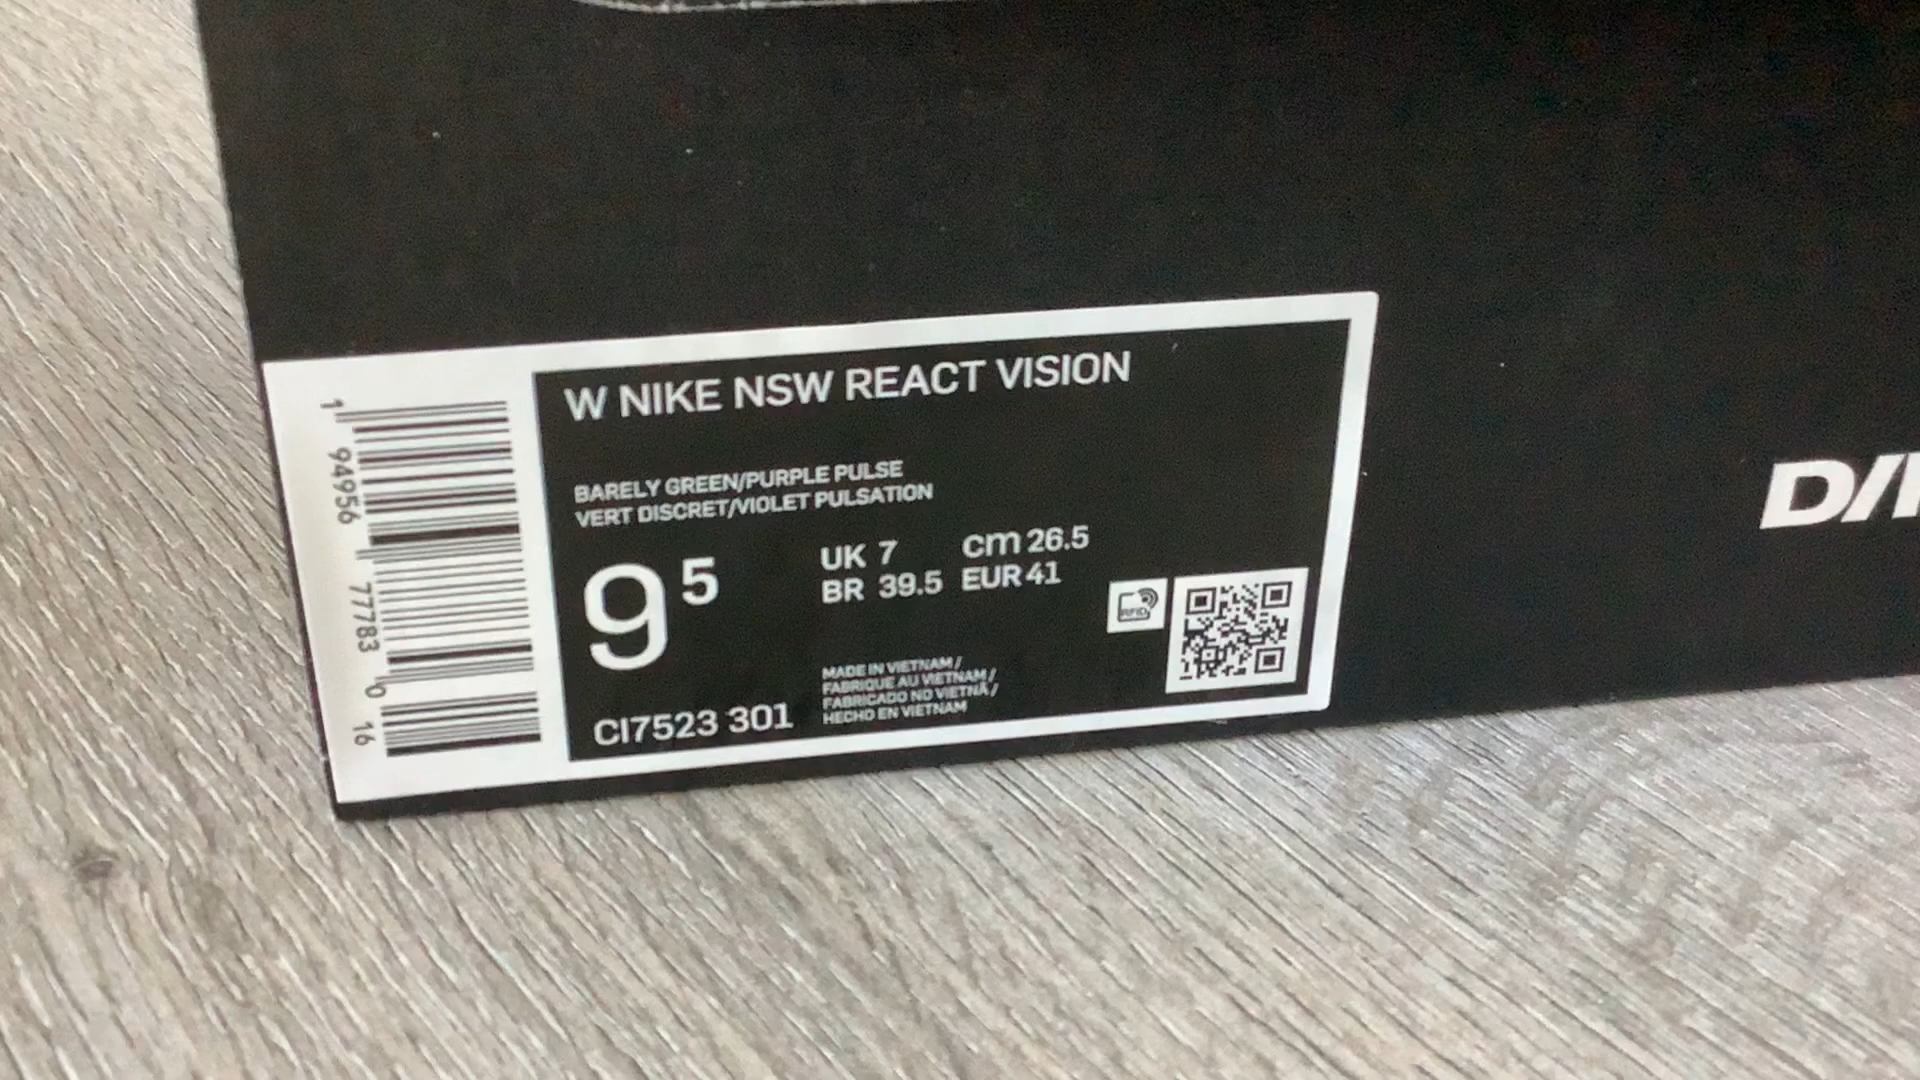 W NIKE NSW REACT VISION
BARELY GREEN/PURPLE PULSE
VERT DISCRET/VIOLET PULSATION
9 5
UK 7 cm 26.5
BR 39.5 EUR 41
RFID
MADE IN VIETNAM/
FABRIQUE AU VIETNAM/
FABRICADO NO VIETNÃ/
HECHO EN VIETNAM
CI7523 301
1 94956 77783 0 16